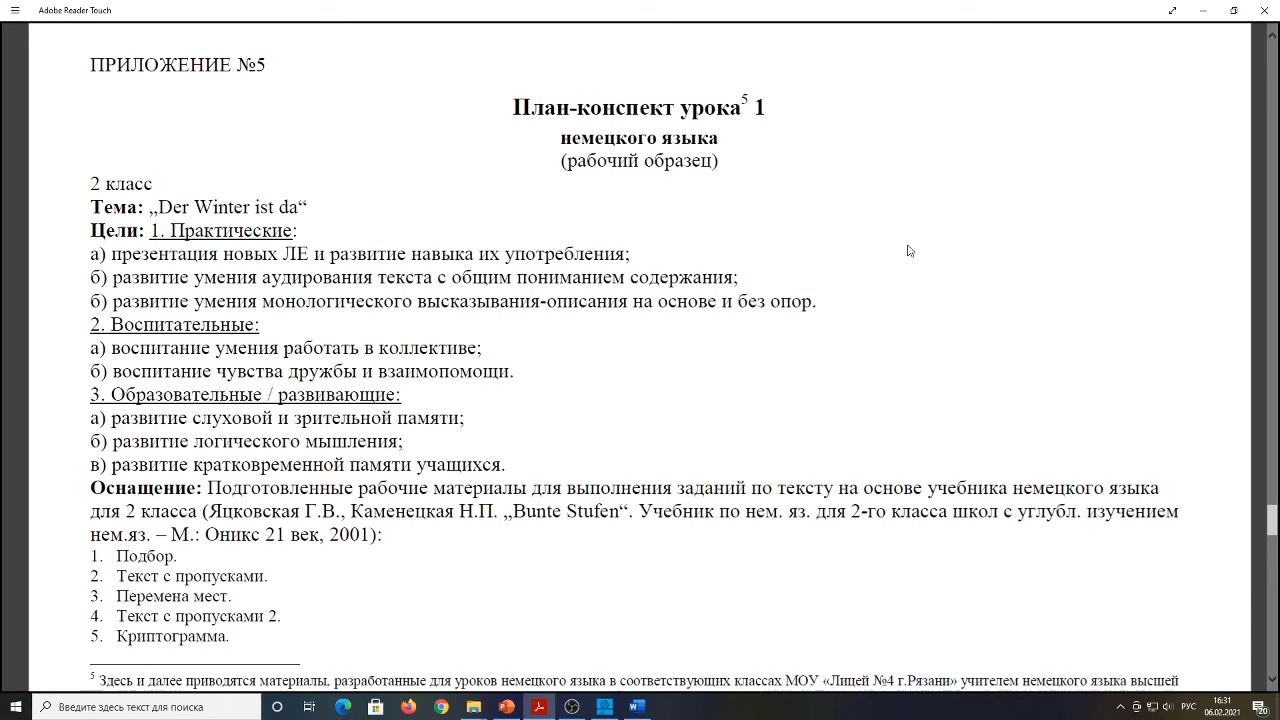 Adobe Reader Touch
ПРИЛОЖЕНИЕ №5
План-конспект урока5 1
немецкого языка
(рабочий образец)
2 класс
Тема: „Der Winter ist da“
Цели: 1. Практические:
а) презентация новых ЛЕ и развитие навыка их употребления;
б) развитие умения аудирования текста с общим пониманием содержания;
б) развитие умения монологического высказывания-описания на основе и без опор.
2. Воспитательные:
а) воспитание умения работать в коллективе;
б) воспитание чувства дружбы и взаимопомощи.
3. Образовательные / развивающие:
а) развитие слуховой и зрительной памяти;
б) развитие логического мышления;
в) развитие кратковременной памяти учащихся.
Оснащение: Подготовленные рабочие материалы для выполнения заданий по тексту на основе учебника немецкого языка
для 2 класса (Яцковская Г.В., Каменецкая Н.П. „Bunte Stufen“. Учебник по нем. яз. для 2-го класса школ с углубл. изучением
нем.яз. – М.: Оникс 21 век, 2001):
1. Подбор.
2. Текст с пропусками.
3. Перемена мест.
4. Текст с пропусками 2.
5. Криптограмма.
5 Здесь и далее приводятся материалы, разработанные для уроков немецкого языка в соответствующих классах МОУ «Лицей №4 г.Рязани» учителем немецкого языка высшей
Введите здесь текст для поиска
РУС
16:31
06.02.2021
20